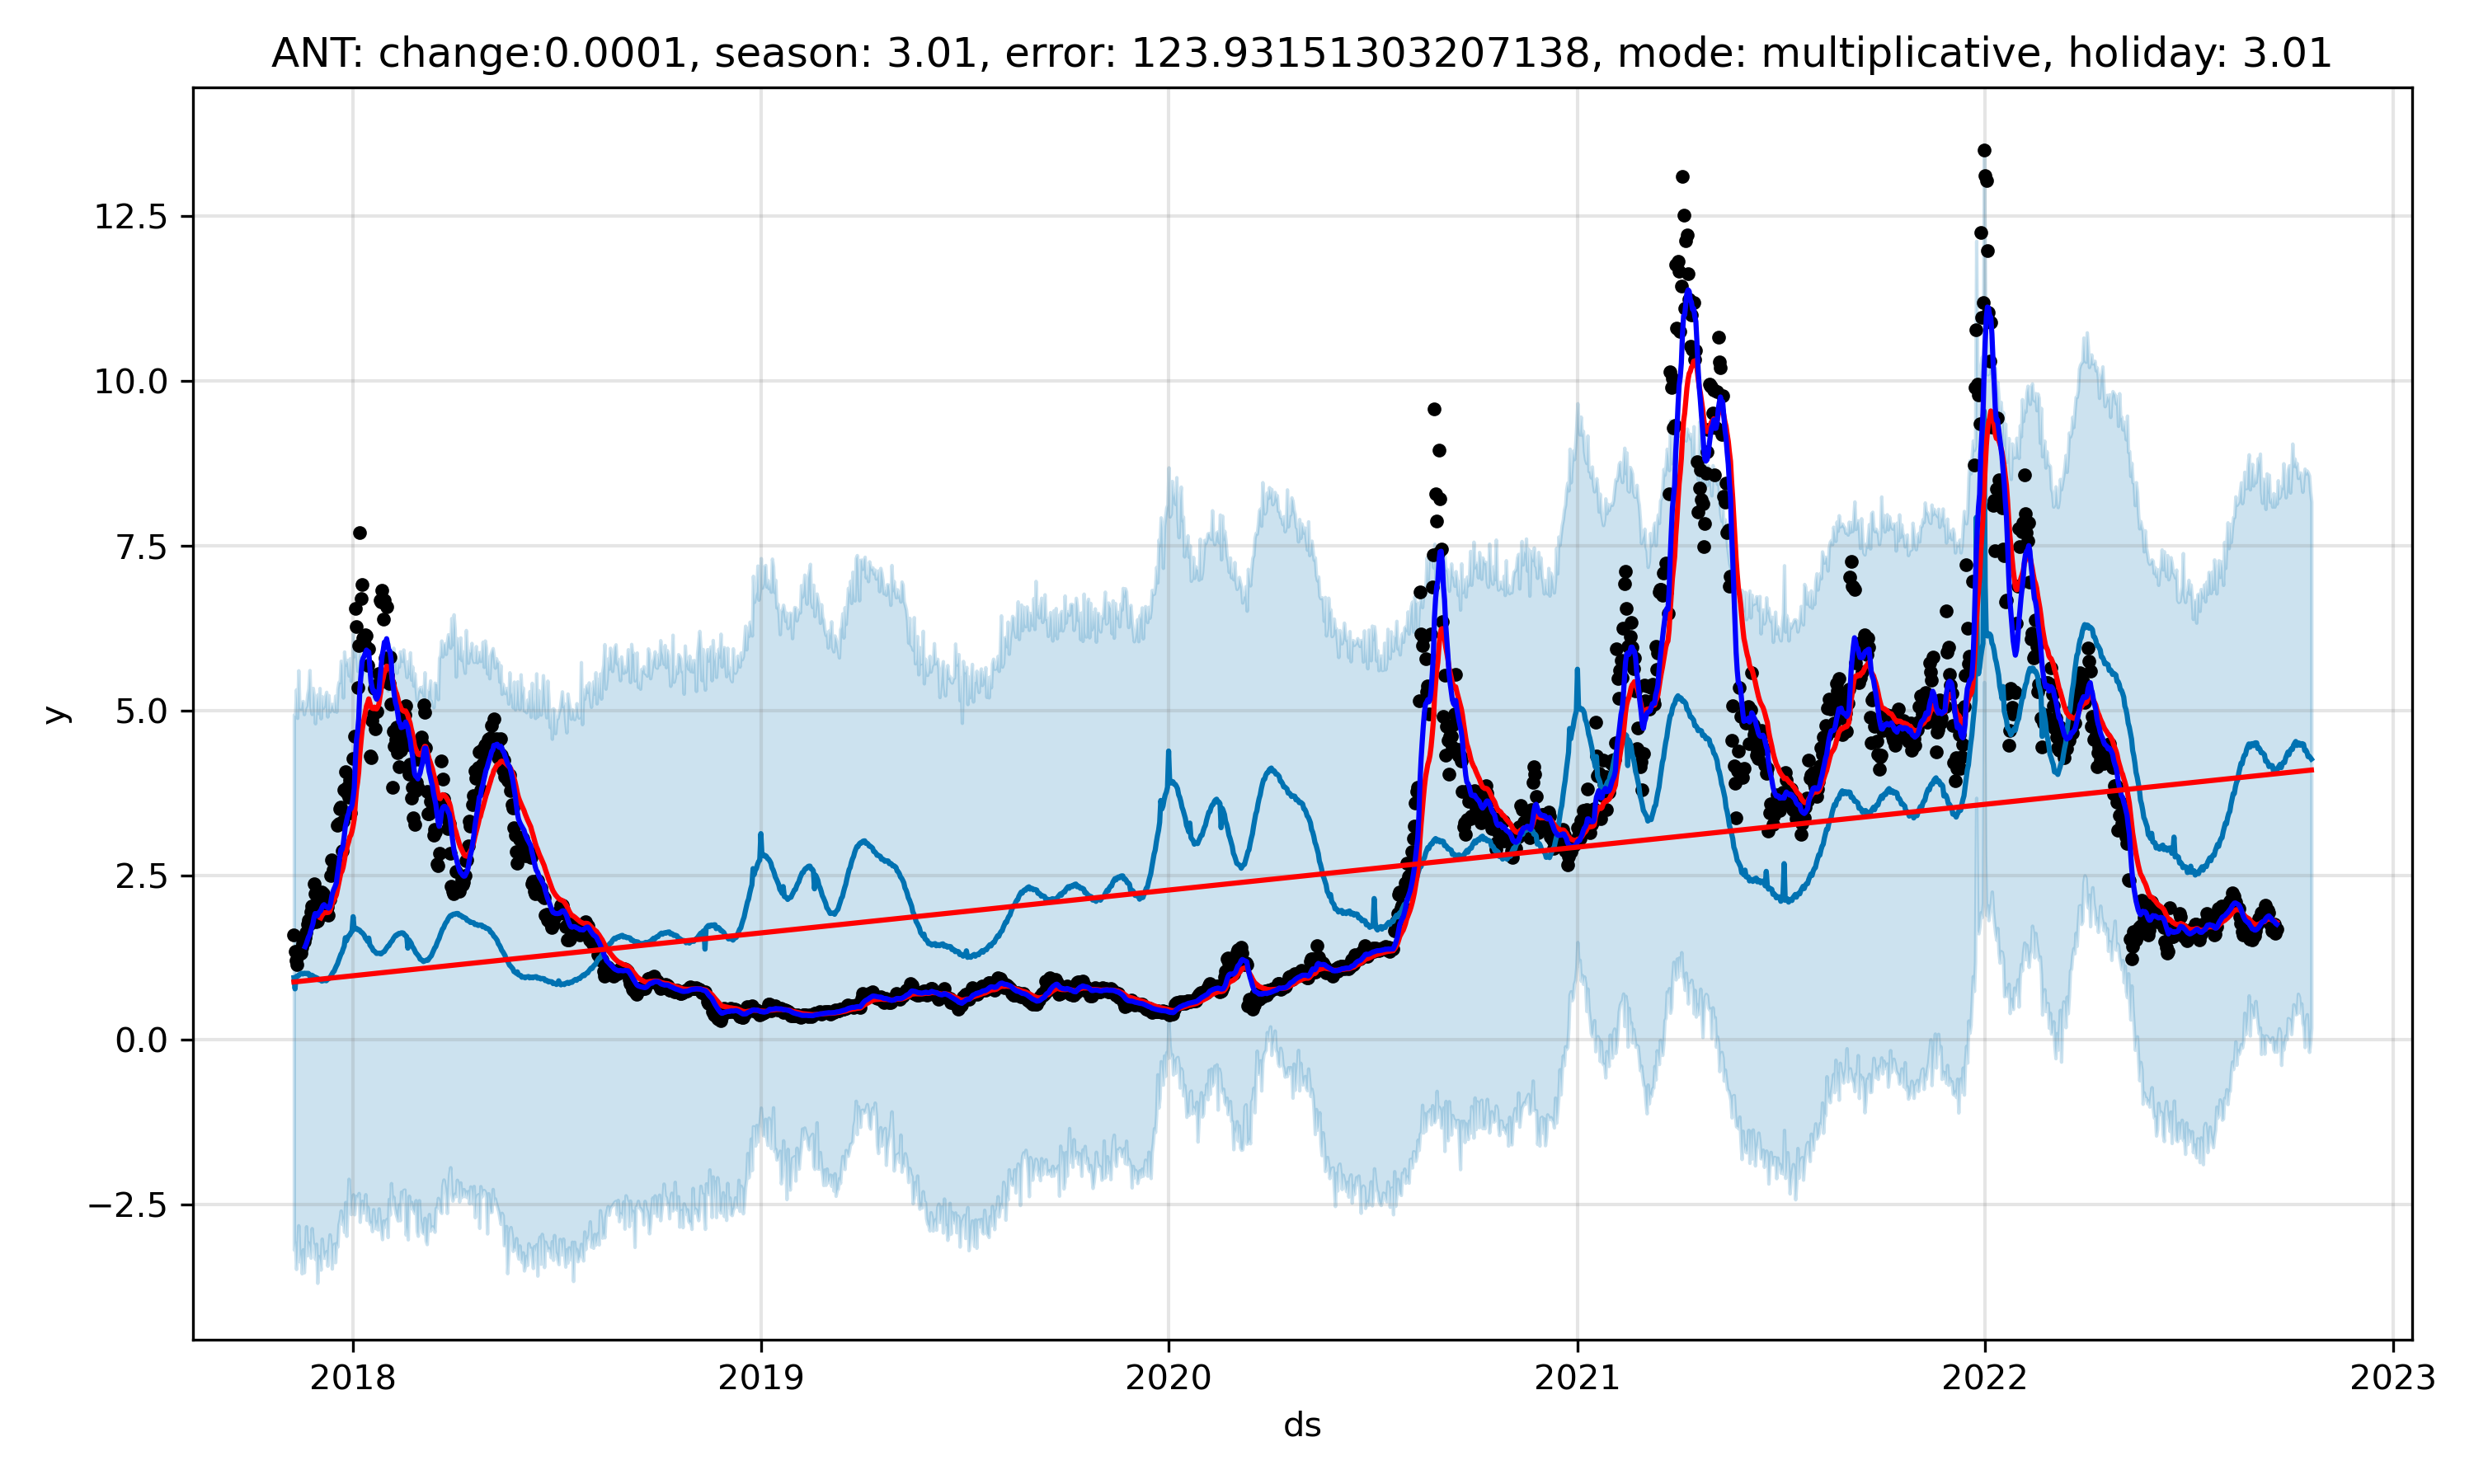 ANT: change:0.0001, season: 3.01, error: 123.93151303207138, mode: multiplicative, holiday: 3.01
y
12.5
10.0
7.5
5.0
2.5
0.0
−2.5
2018 2019 2020 2021 2022 2023
ds